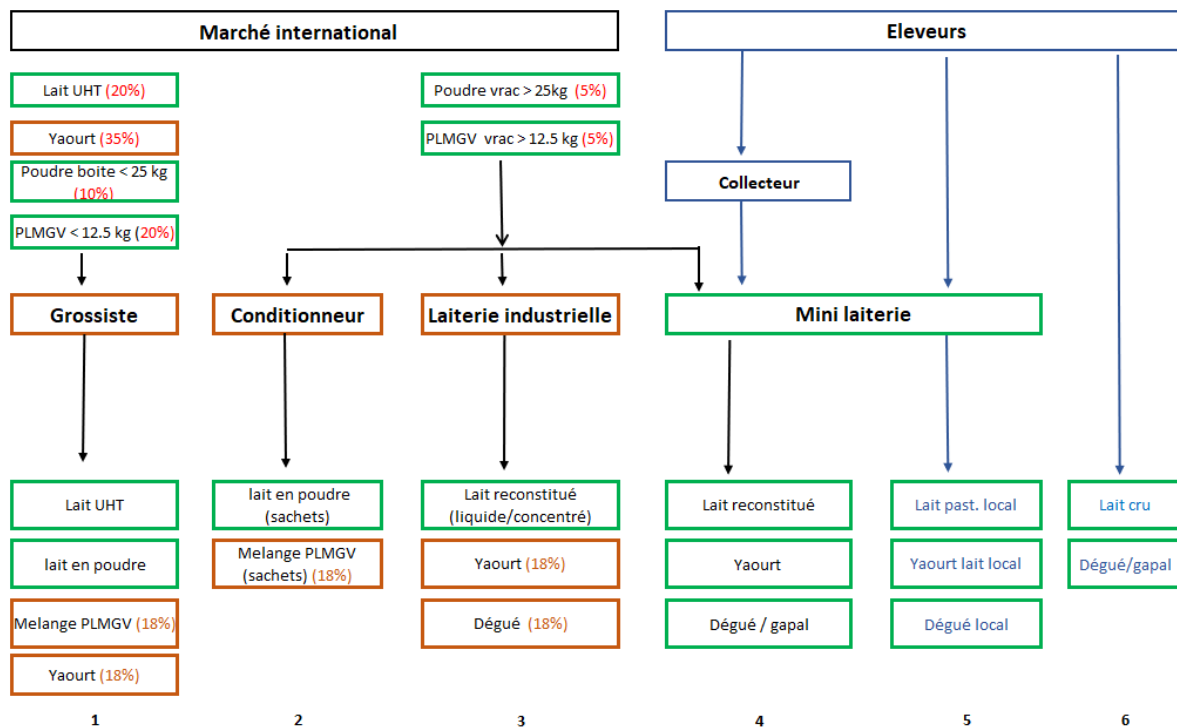 Marché international
Eleveurs
Lait UHT (20%)
Poudre vrac > 25kg (5%)
Yaourt (35%)
PLMGV vrac > 12.5 kg (5%)
Poudre boite < 25 kg
(10%)
Collecteur
PLMGV < 12.5 kg (20%)
Grossiste
Conditionneur
Laiterie industrielle
Mini laiterie
Lait UHT
lait en poudre
(sachets)
Lait reconstitué
(liquide/concentré)
Lait reconstitué
Lait past. local
Lait cru
lait en poudre
Melange PLMGV
(sachets) (18%)
Yaourt (18%)
Yaourt
Yaourt lait local
Dégué/gapal
Melange PLMGV (18%)
Dégué (18%)
Dégué / gapal
Dégué local
Yaourt (18%)
1
2
3
4
5
6